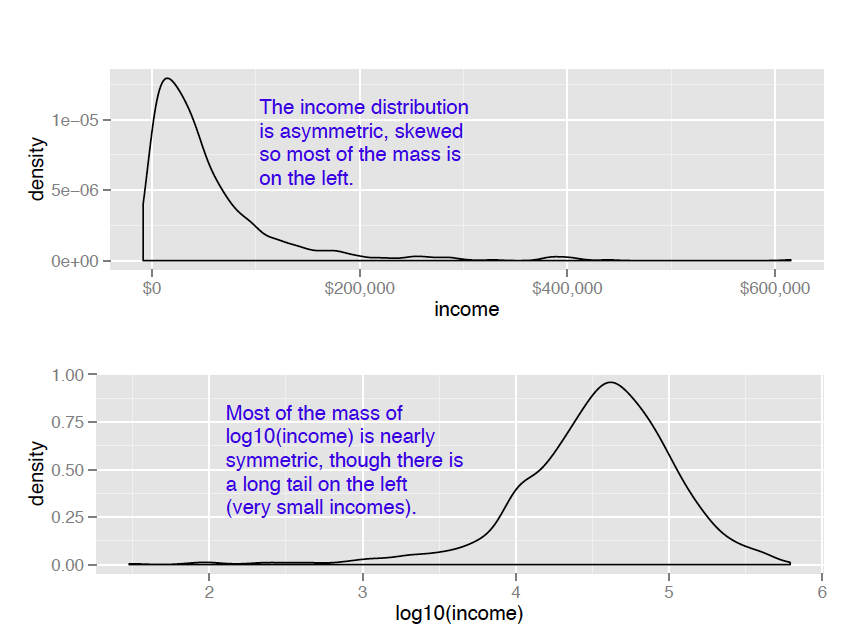 The income distribution
is asymmetric, skewed
so most of the mass is
on the left.
density
1e−05
5e−06
0e+00
$0 $200,000 $400,000 $600,000
income
Most of the mass of
log10(income) is nearly
symmetric, though there is
a long tail on the left
(very small incomes).
density
1.00
0.75
0.50
0.25
0.00
2 3 4 5 6
log10(income)